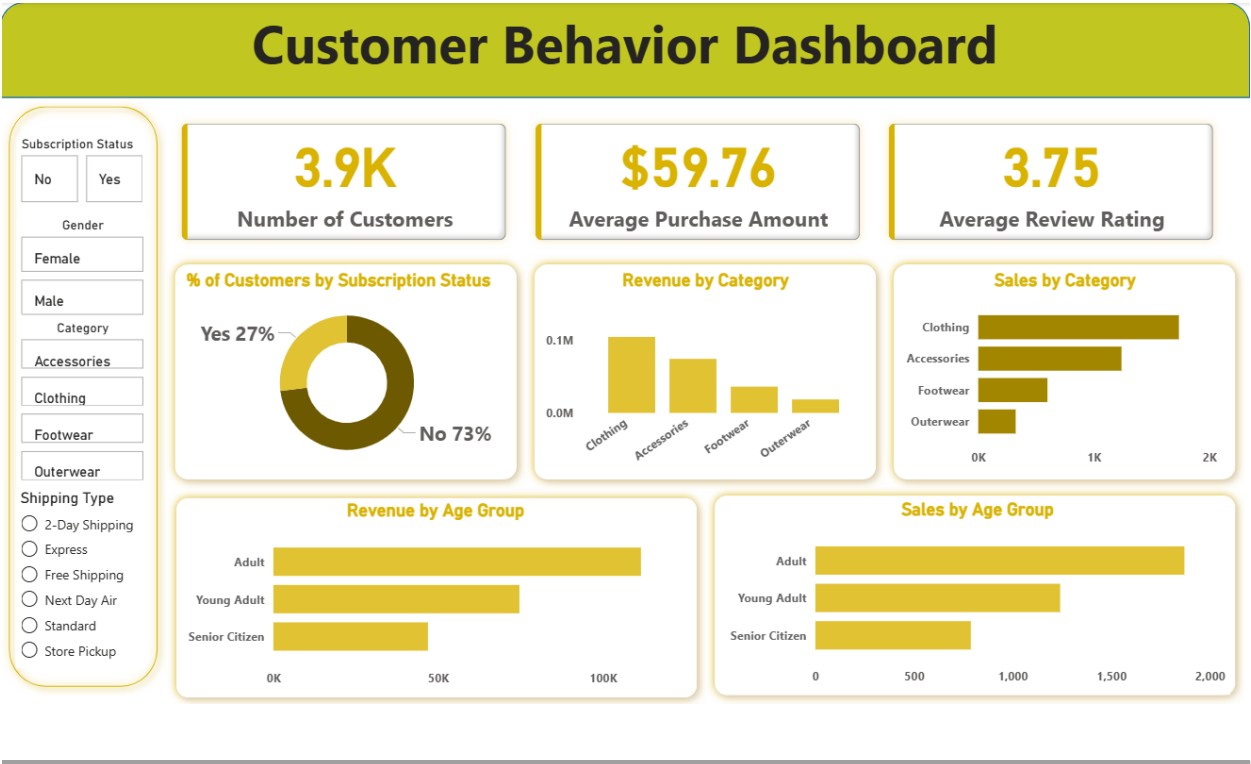 Customer Behavior Dashboard
Subscription Status
No
Yes
Gender
Female
Male
Category
Accessories
Clothing
Footwear
Outerwear
Shipping Type
2-Day Shipping
Express
Free Shipping
Next Day Air
Standard
Store Pickup
3.9K
Number of Customers
$59.76
Average Purchase Amount
3.75
Average Review Rating
% of Customers by Subscription Status
Yes 27%
No 73%
Revenue by Category
0.1M
0.0M
Clothing
Accessories
Footwear
Outerwear
Sales by Category
Clothing
Accessories
Footwear
Outerwear
0K
1K
2K
Revenue by Age Group
Adult
Young Adult
Senior Citizen
0K
50K
100K
Sales by Age Group
Adult
Young Adult
Senior Citizen
0
500
1,000
1,500
2,000